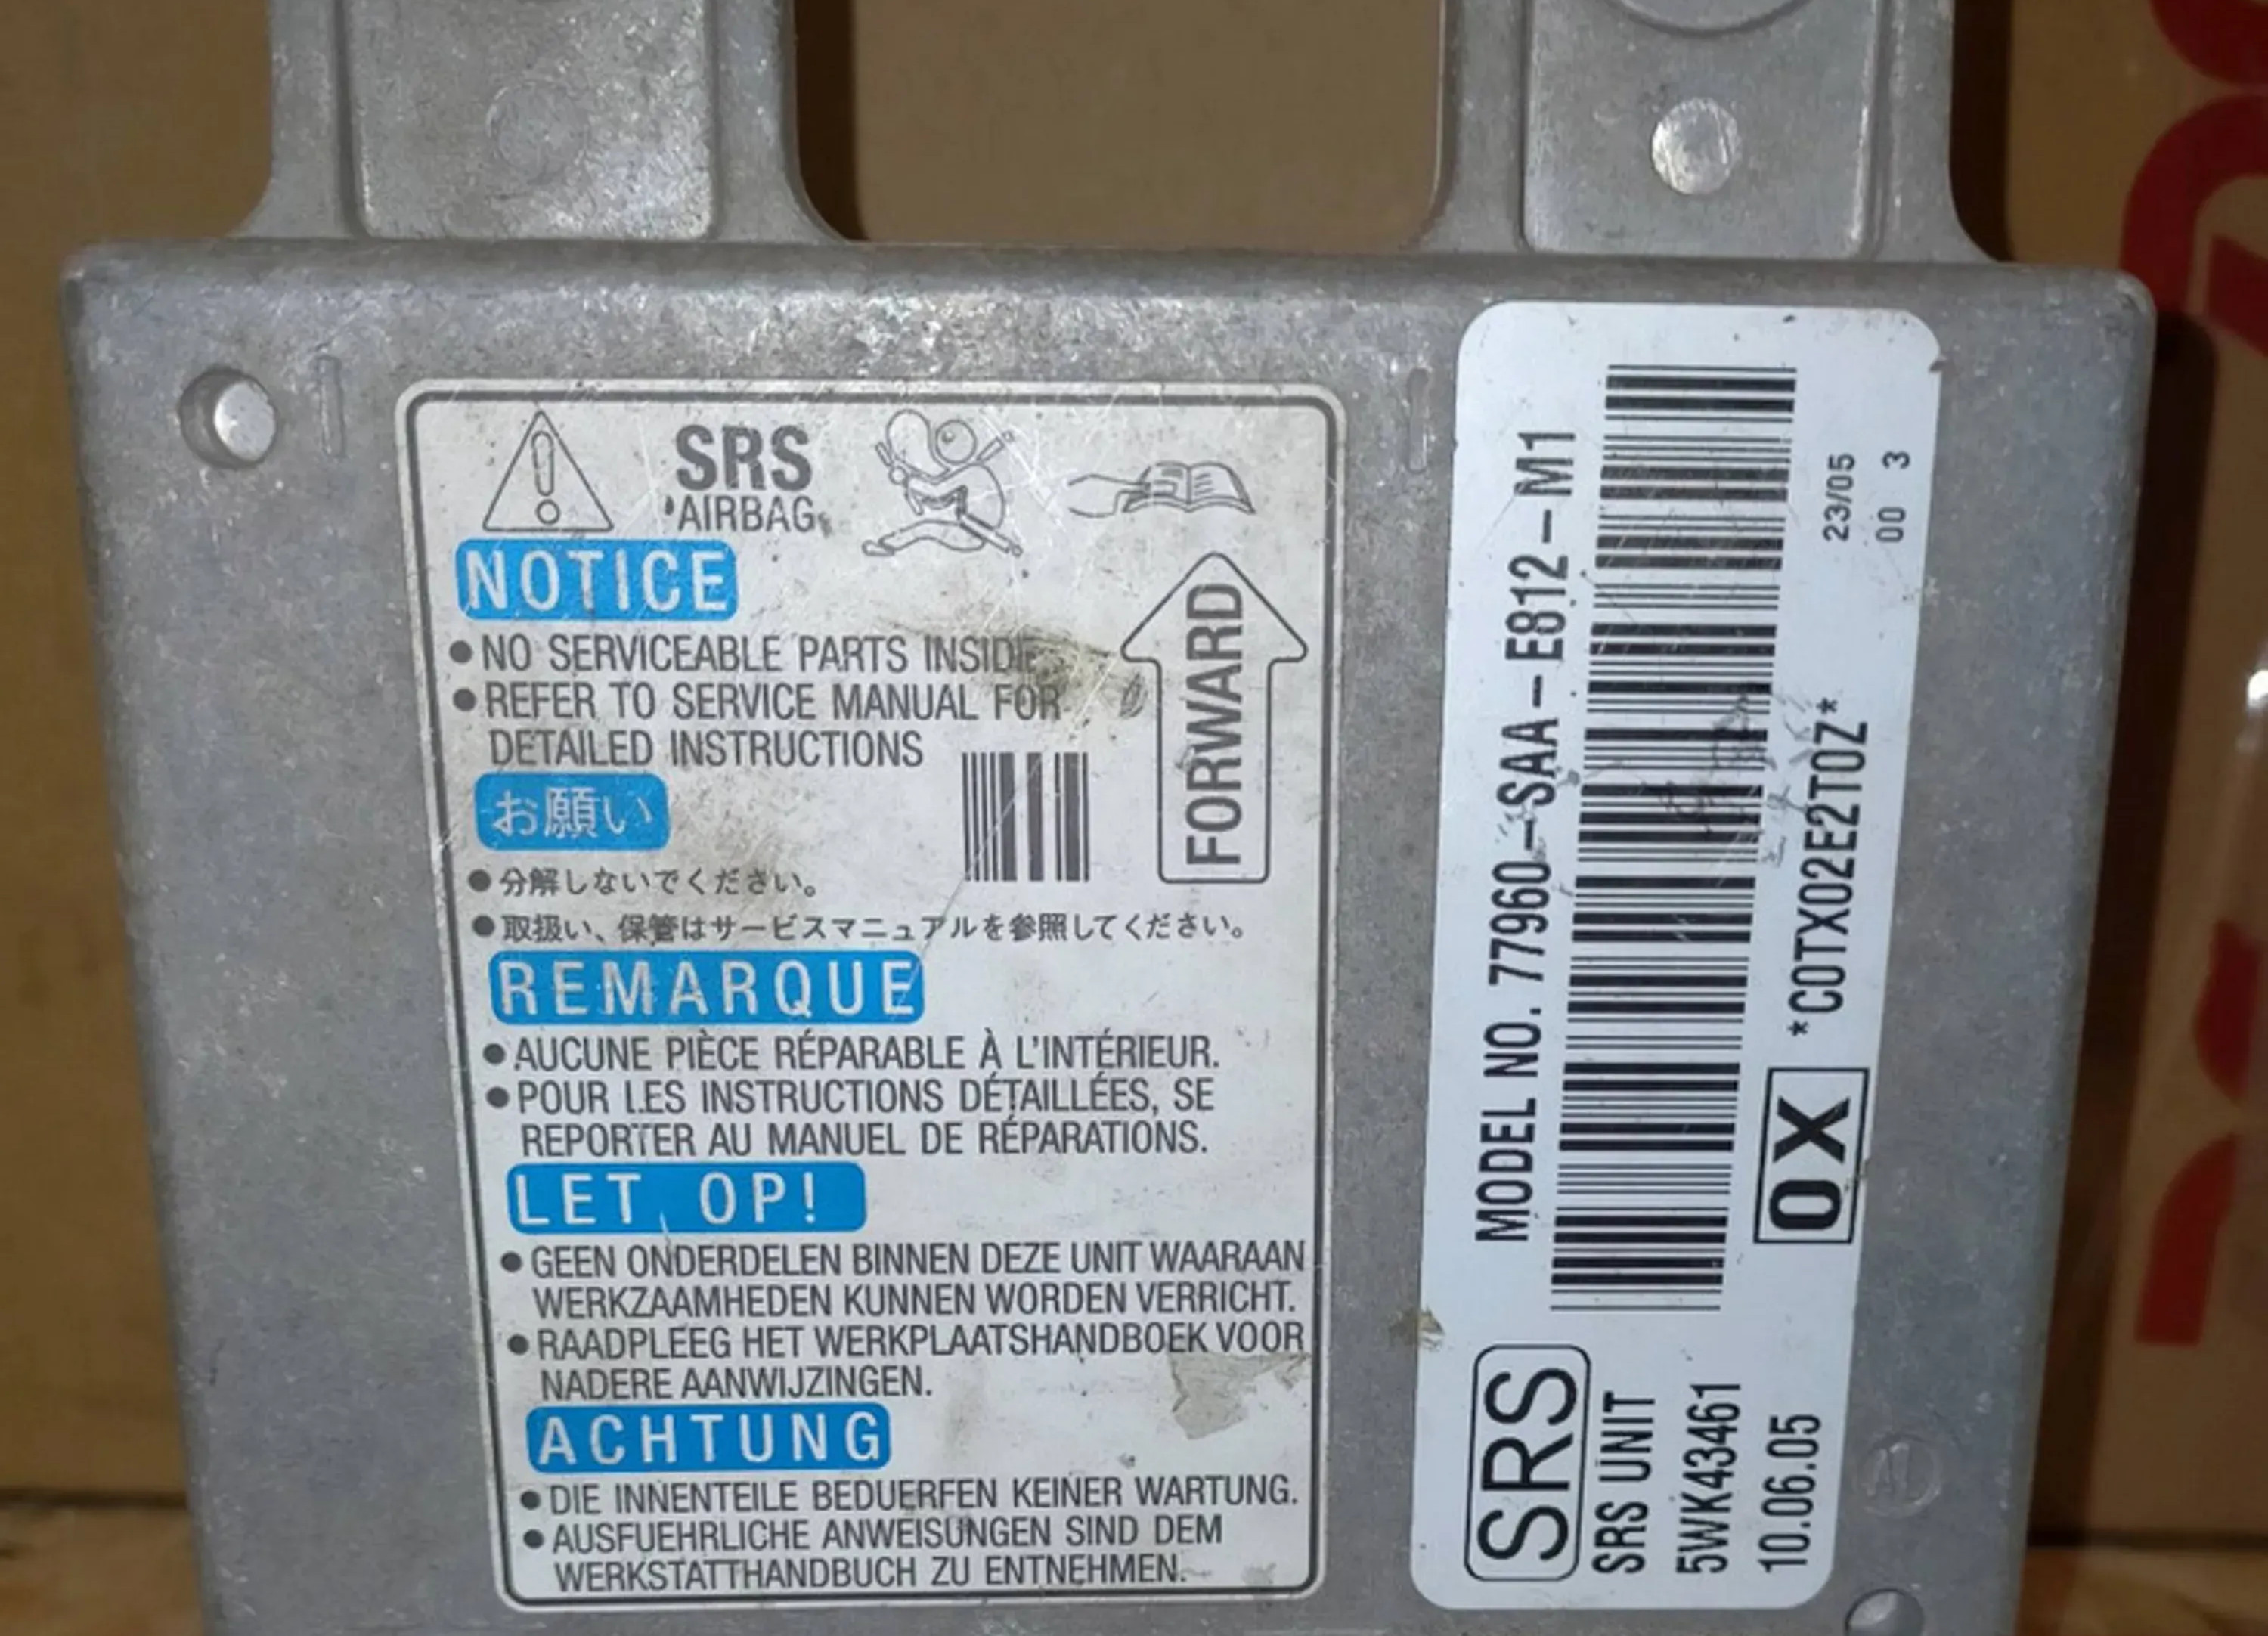 SRS
AIRBAG
NOTICE
● NO SERVICEABLE PARTS INSIDE
● REFER TO SERVICE MANUAL FOR
DETAILED INSTRUCTIONS
FORWARD
お願い
● 分解しないでください。
● 取扱い、保管はサービスマニュアルを参照してください。
REMARQUE
● AUCUNE PIÈCE RÉPARABLE À L'INTÉRIEUR.
● POUR LES INSTRUCTIONS DÉTAILLÉES, SE
REPORTER AU MANUEL DE RÉPARATIONS.
LET OP!
● GEEN ONDERDELEN BINNEN DEZE UNIT WAARAAN
WERKZAAMHEDEN KUNNEN WORDEN VERRICHT.
● RAADPLEEG HET WERKPLAATSHANDBOEK VOOR
NADERE AANWIJZINGEN.
ACHTUNG
● DIE INNENTEILE BEDUERFEN KEINER WARTUNG.
● AUSFUEHRLICHE ANWEISUNGEN SIND DEM
WERKSTATTHANDBUCH ZU ENTNEHMEN.
SRS
MODEL NO. 77960-SAA-E812-M1
SRS UNIT
5WK43461
10.06.05
0X
*C0TX02E2T0Z*
23/05
00 3